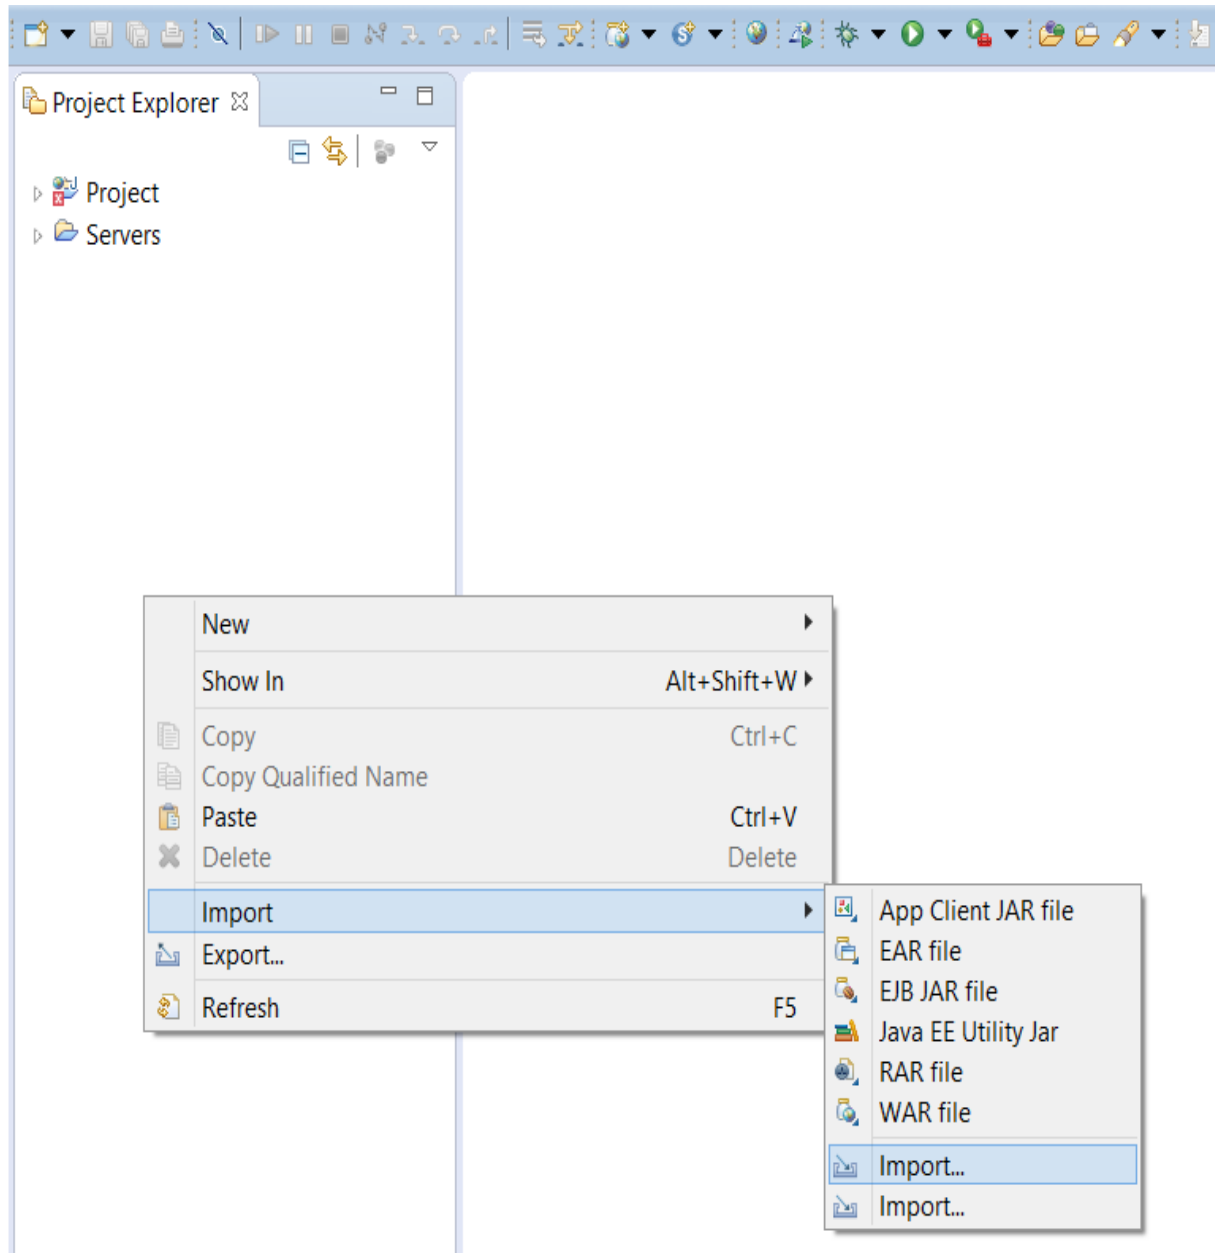 Project Explorer
Project
Servers
New
Show In Alt+Shift+W
Copy Ctrl+C
Copy Qualified Name
Paste Ctrl+V
Delete Delete
Import
Export...
Refresh F5
App Client JAR file
EAR file
EJB JAR file
Java EE Utility Jar
RAR file
WAR file
Import...
Import...